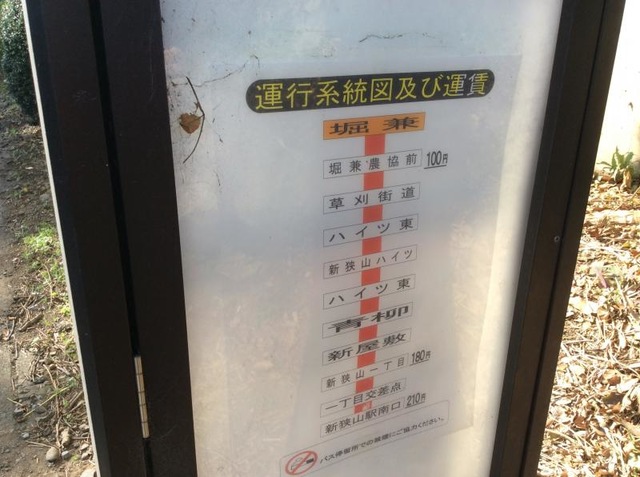 運行系統図及び運賃
堀兼
堀兼農協前 100円
草刈街道
ハイツ東
新狭山ハイツ
ハイツ東
青柳
新屋敷
新狭山一丁目 180円
一丁目交差点
新狭山駅南口 210円
バス停留所での禁煙にご協力ください。